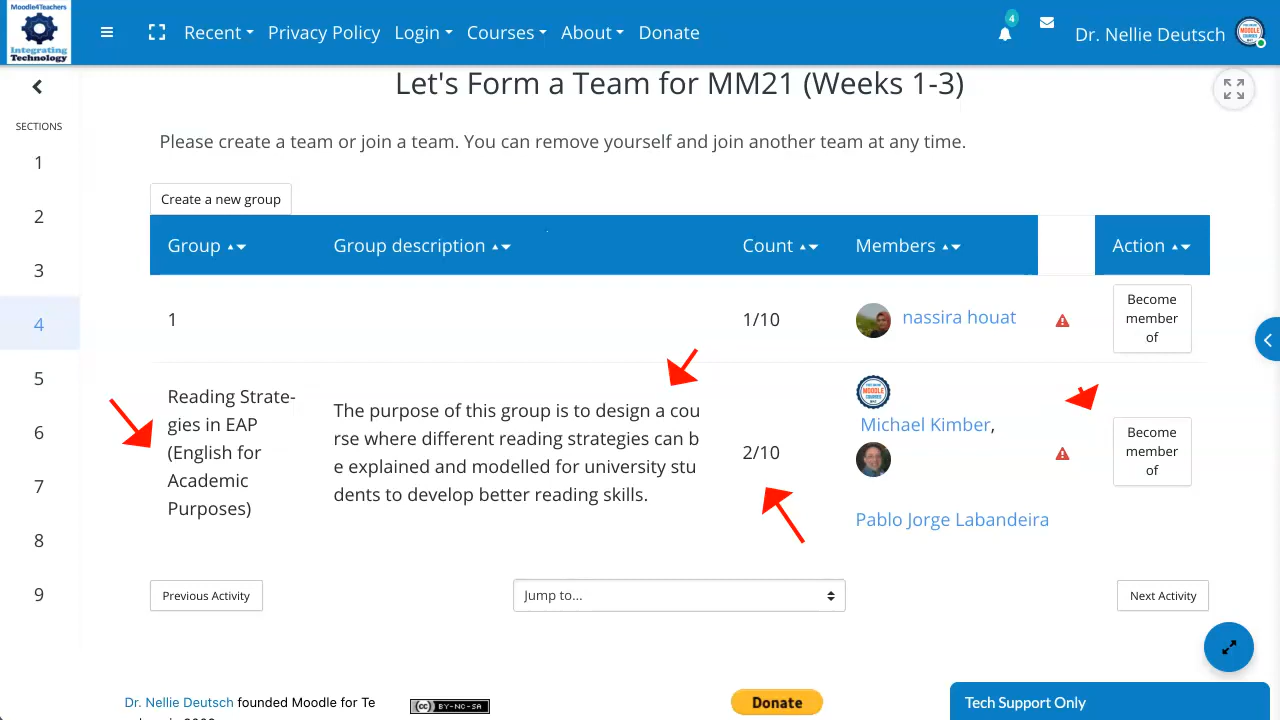 Moodle4Teachers
Integrating
Technology
Recent
Privacy Policy
Login
Courses
About
Donate
4
Dr. Nellie Deutsch
Let's Form a Team for MM21 (Weeks 1-3)
SECTIONS
1
2
3
4
5
6
7
8
9
Please create a team or join a team. You can remove yourself and join another team at any time.
Create a new group
Group
Group description
Count
Members
Action
1
1/10
nassira houat
Become
member
of
Reading Strate-
gies in EAP
(English for
Academic
Purposes)
The purpose of this group is to design a cou
rse where different reading strategies can b
e explained and modelled for university stu
dents to develop better reading skills.
2/10
MOODLE
Michael Kimber,
Pablo Jorge Labandeira
Become
member
of
Previous Activity
Jump to...
Next Activity
Dr. Nellie Deutsch founded Moodle for Te
(cc) BY-NC-SA
Donate
Tech Support Only